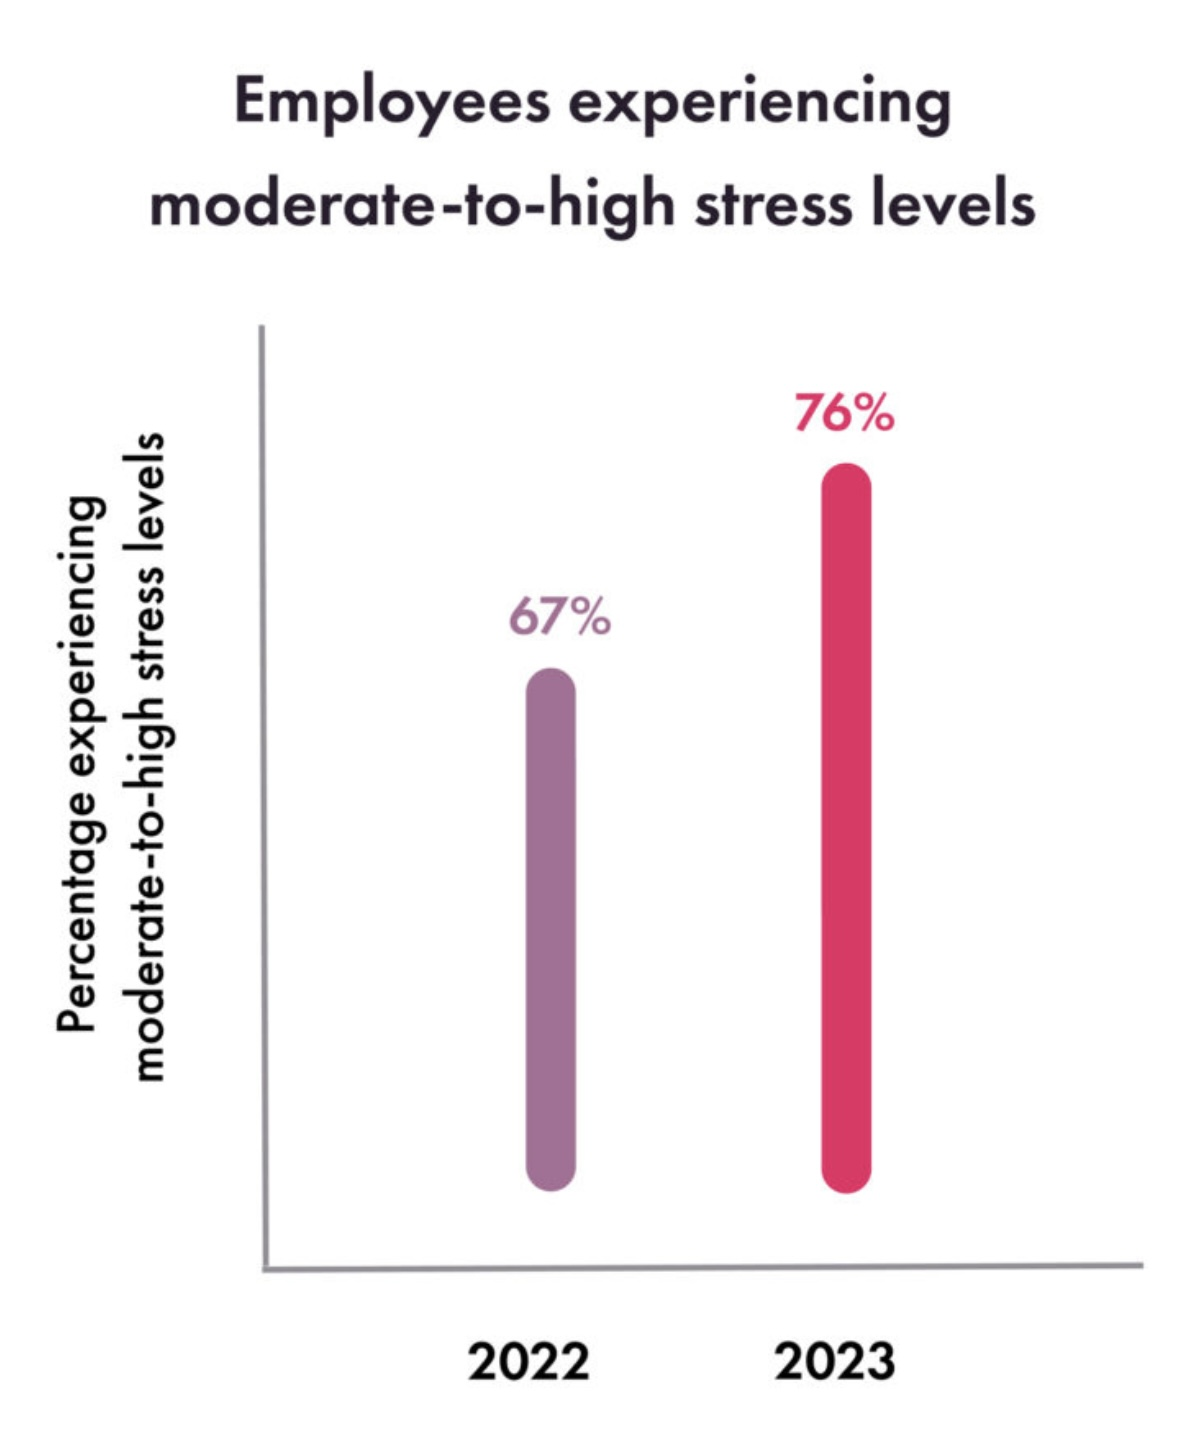 Employees experiencing
moderate-to-high stress levels
Percentage experiencing
moderate-to-high stress levels
67%
76%
2022
2023